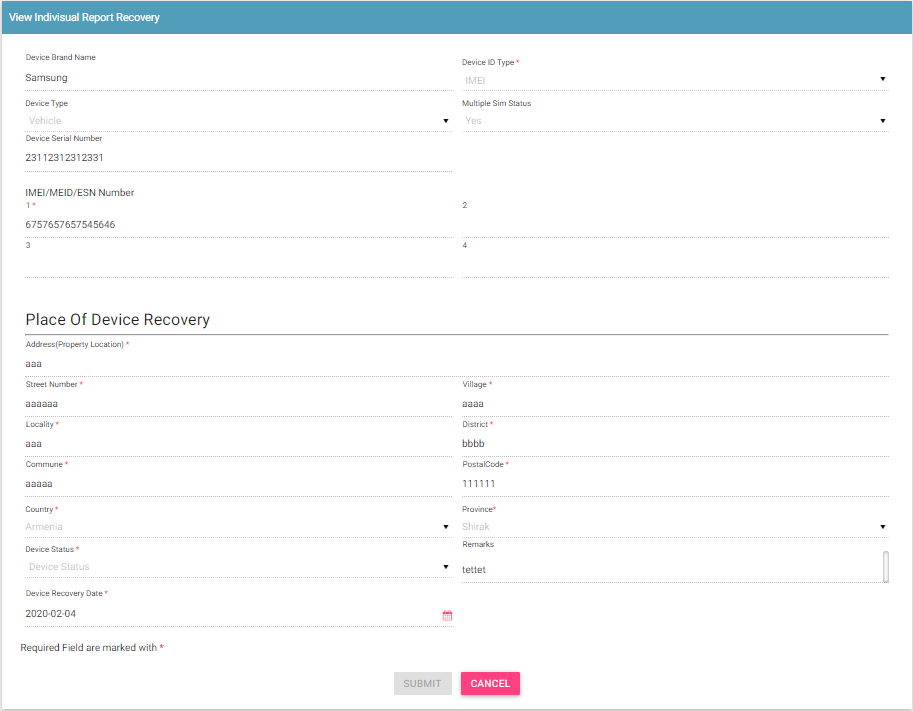 View Indivisual Report Recovery
Device Brand Name
Samsung
Device ID Type *
IMEI
Device Type
Vehicle
Multiple Sim Status
Yes
Device Serial Number
23112312312331
IMEI/MEID/ESN Number
1 *
6757657657545646
2
3
4
Place Of Device Recovery
Address(Property Location) *
aaa
Street Number *
aaaaaa
Village *
aaaa
Locality *
aaa
District *
bbbb
Commune *
aaaaa
PostalCode *
111111
Country *
Armenia
Province*
Shirak
Device Status *
Device Status
Remarks
tettet
Device Recovery Date *
2020-02-04
Required Field are marked with *
SUBMIT
CANCEL